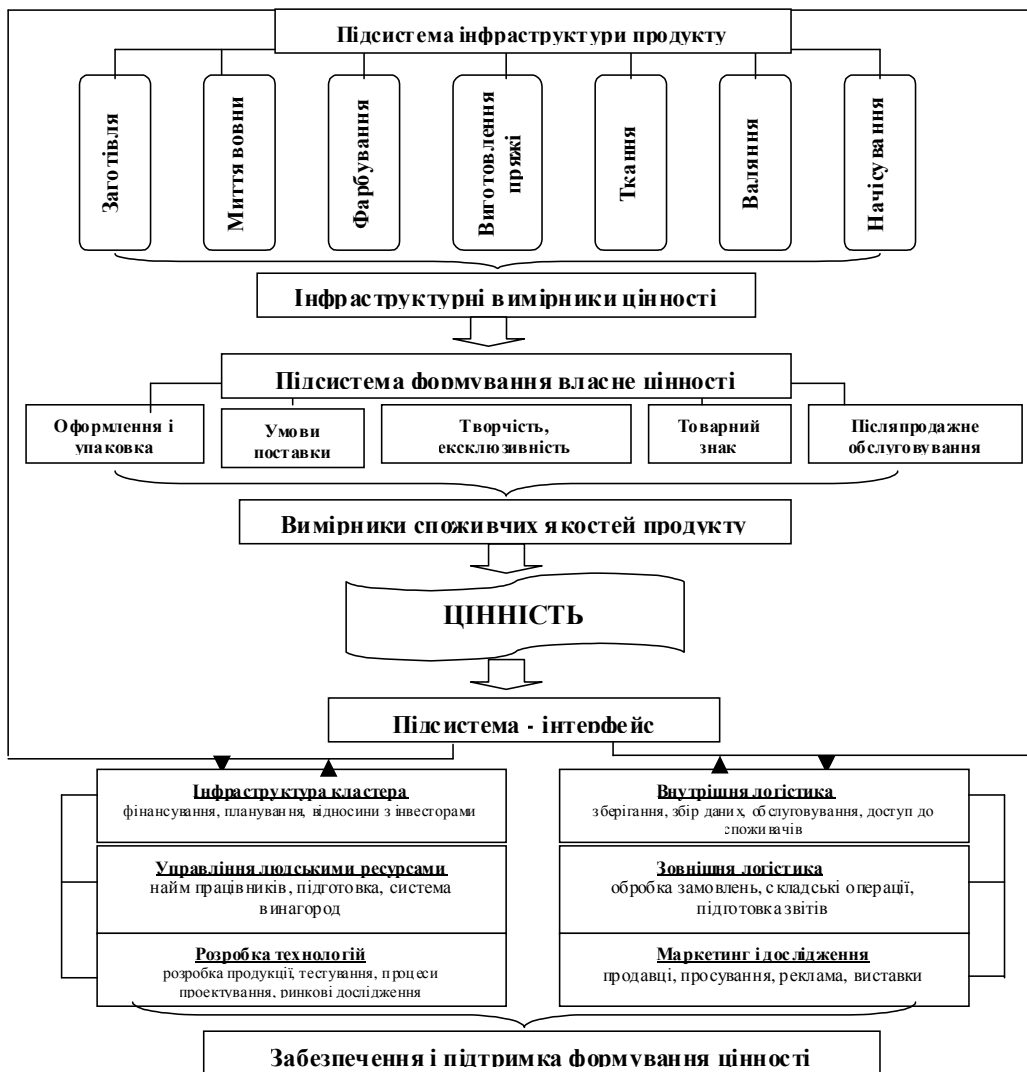 Підсистема інфраструктури продукту
Заготівля
Миття вовни
Фарбування
Виготовлення
пряжі
Ткання
Валяння
Начісування
Інфраструктурні вимірники цінності
Підсистема формування власне цінності
Оформлення і
упаковка
Умови
поставки
Творчість,
ексклюзивність
Товарний
знак
Післяпродажне
обслуговування
Вимірники споживчих якостей продукту
ЦІННІСТЬ
Підсистема - інтерфейс
Інфраструктура кластера
фінансування, планування, відносини з інвесторами
Управління людськими ресурсами
найм працівників, підготовка, система
винагород
Розробка технологій
розробка продукції, тестування, процеси
проектування, ринкові дослідження
Внутрішня логістика
зберігання, збір даних, обслуговування, доступ до
споживачів
Зовнішня логістика
обробка замовлень, складські операції,
підготовка звітів
Маркетинг і дослідження
продавці, просування, реклама, виставки
Забезпечення і підтримка формування цінності